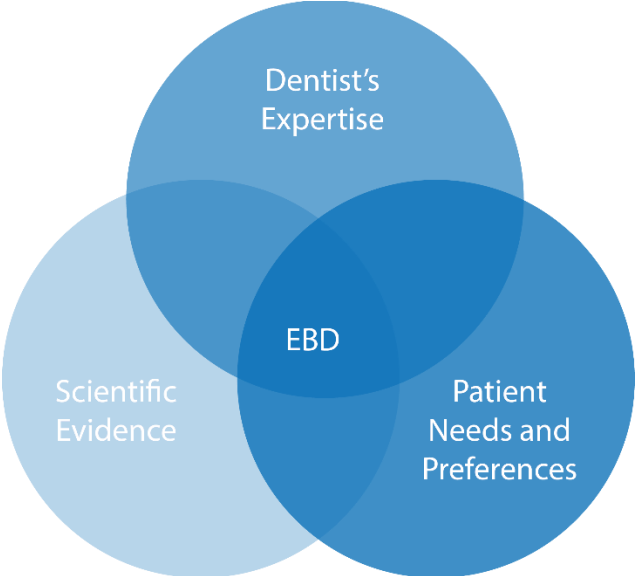 Dentist’s
Expertise
EBD
Scientific
Evidence
Patient
Needs and
Preferences